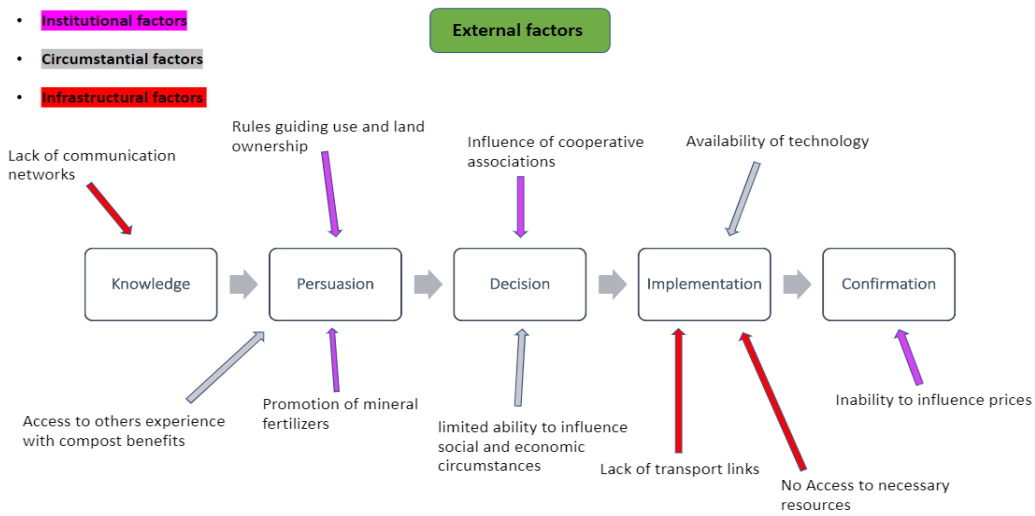 • Institutional factors
• Circumstantial factors
• Infrastructural factors
External factors
Lack of communication
networks
Rules guiding use and land
ownership
Influence of cooperative
associations
Availability of technology
Knowledge
Persuasion
Decision
Implementation
Confirmation
Access to others experience
with compost benefits
Promotion of mineral
fertilizers
limited ability to influence
social and economic
circumstances
Lack of transport links
No Access to necessary
resources
Inability to influence prices